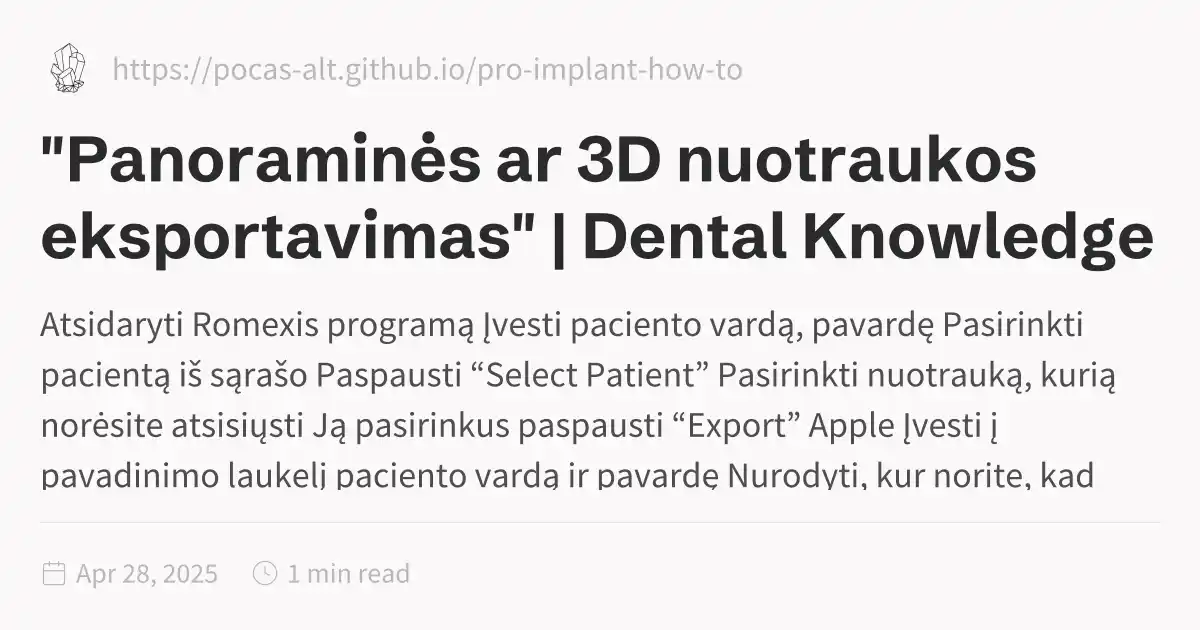 https://pocas-alt.github.io/pro-implant-how-to
"Panoraminės ar 3D nuotraukos
eksportavimas" | Dental Knowledge
Atsidaryti Romexis programą Įvesti paciento vardą, pavardę Pasirinkti
pacientą iš sąrašo Paspausti “Select Patient” Pasirinkti nuotrauką, kurią
norėsite atsisiųsti Ją pasirinkus paspausti “Export” Apple Įvesti į
pavadinimo laukelį paciento vardą ir pavardę Nurodyti, kur norite, kad
Apr 28, 2025
1 min read